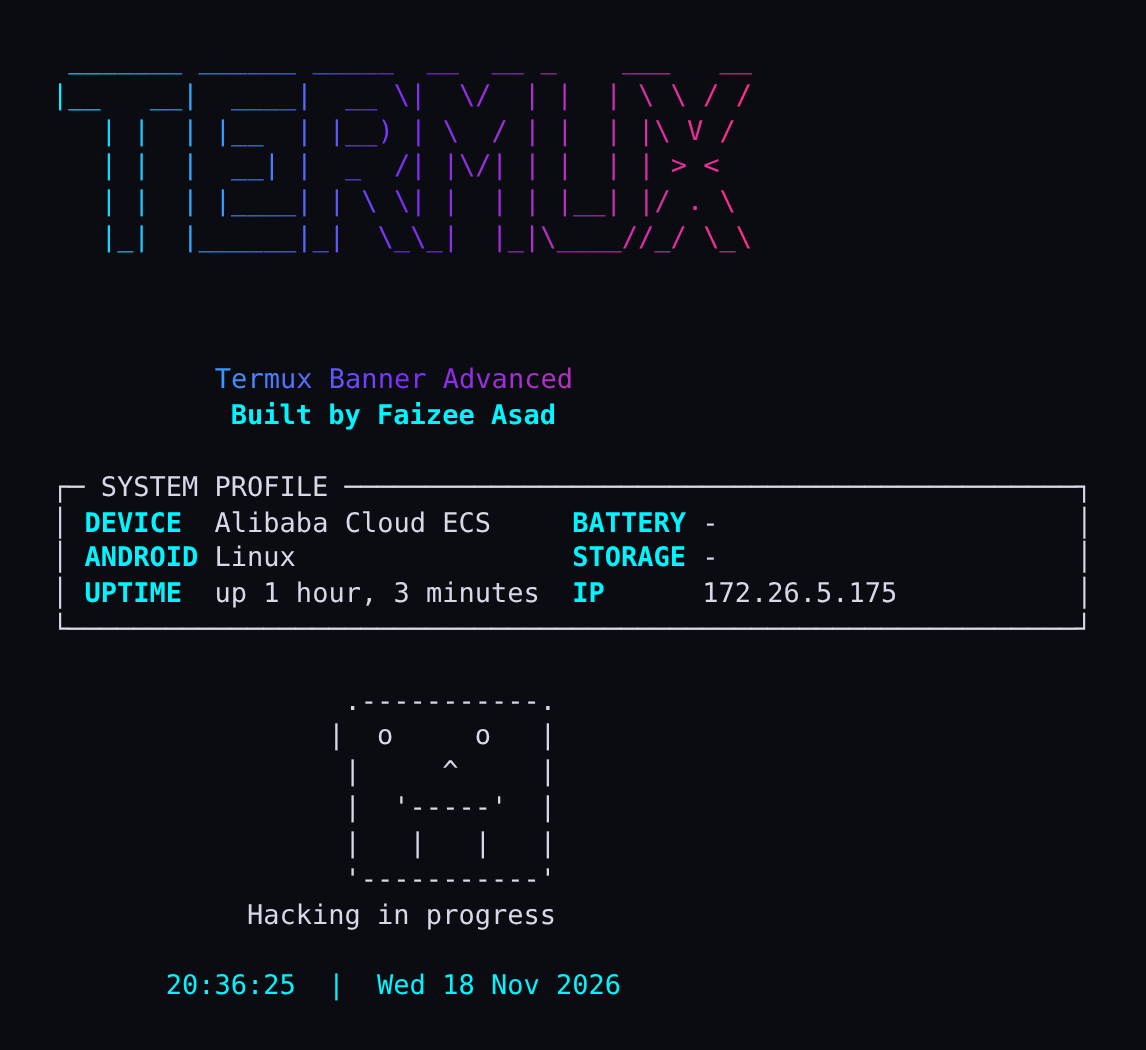 TERMUX
Termux Banner Advanced
Built by Faizee Asad
SYSTEM PROFILE
DEVICE Alibaba Cloud ECS BATTERY -
ANDROID Linux STORAGE -
UPTIME up 1 hour, 3 minutes IP 172.26.5.175
Hacking in progress
20:36:25 | Wed 18 Nov 2026